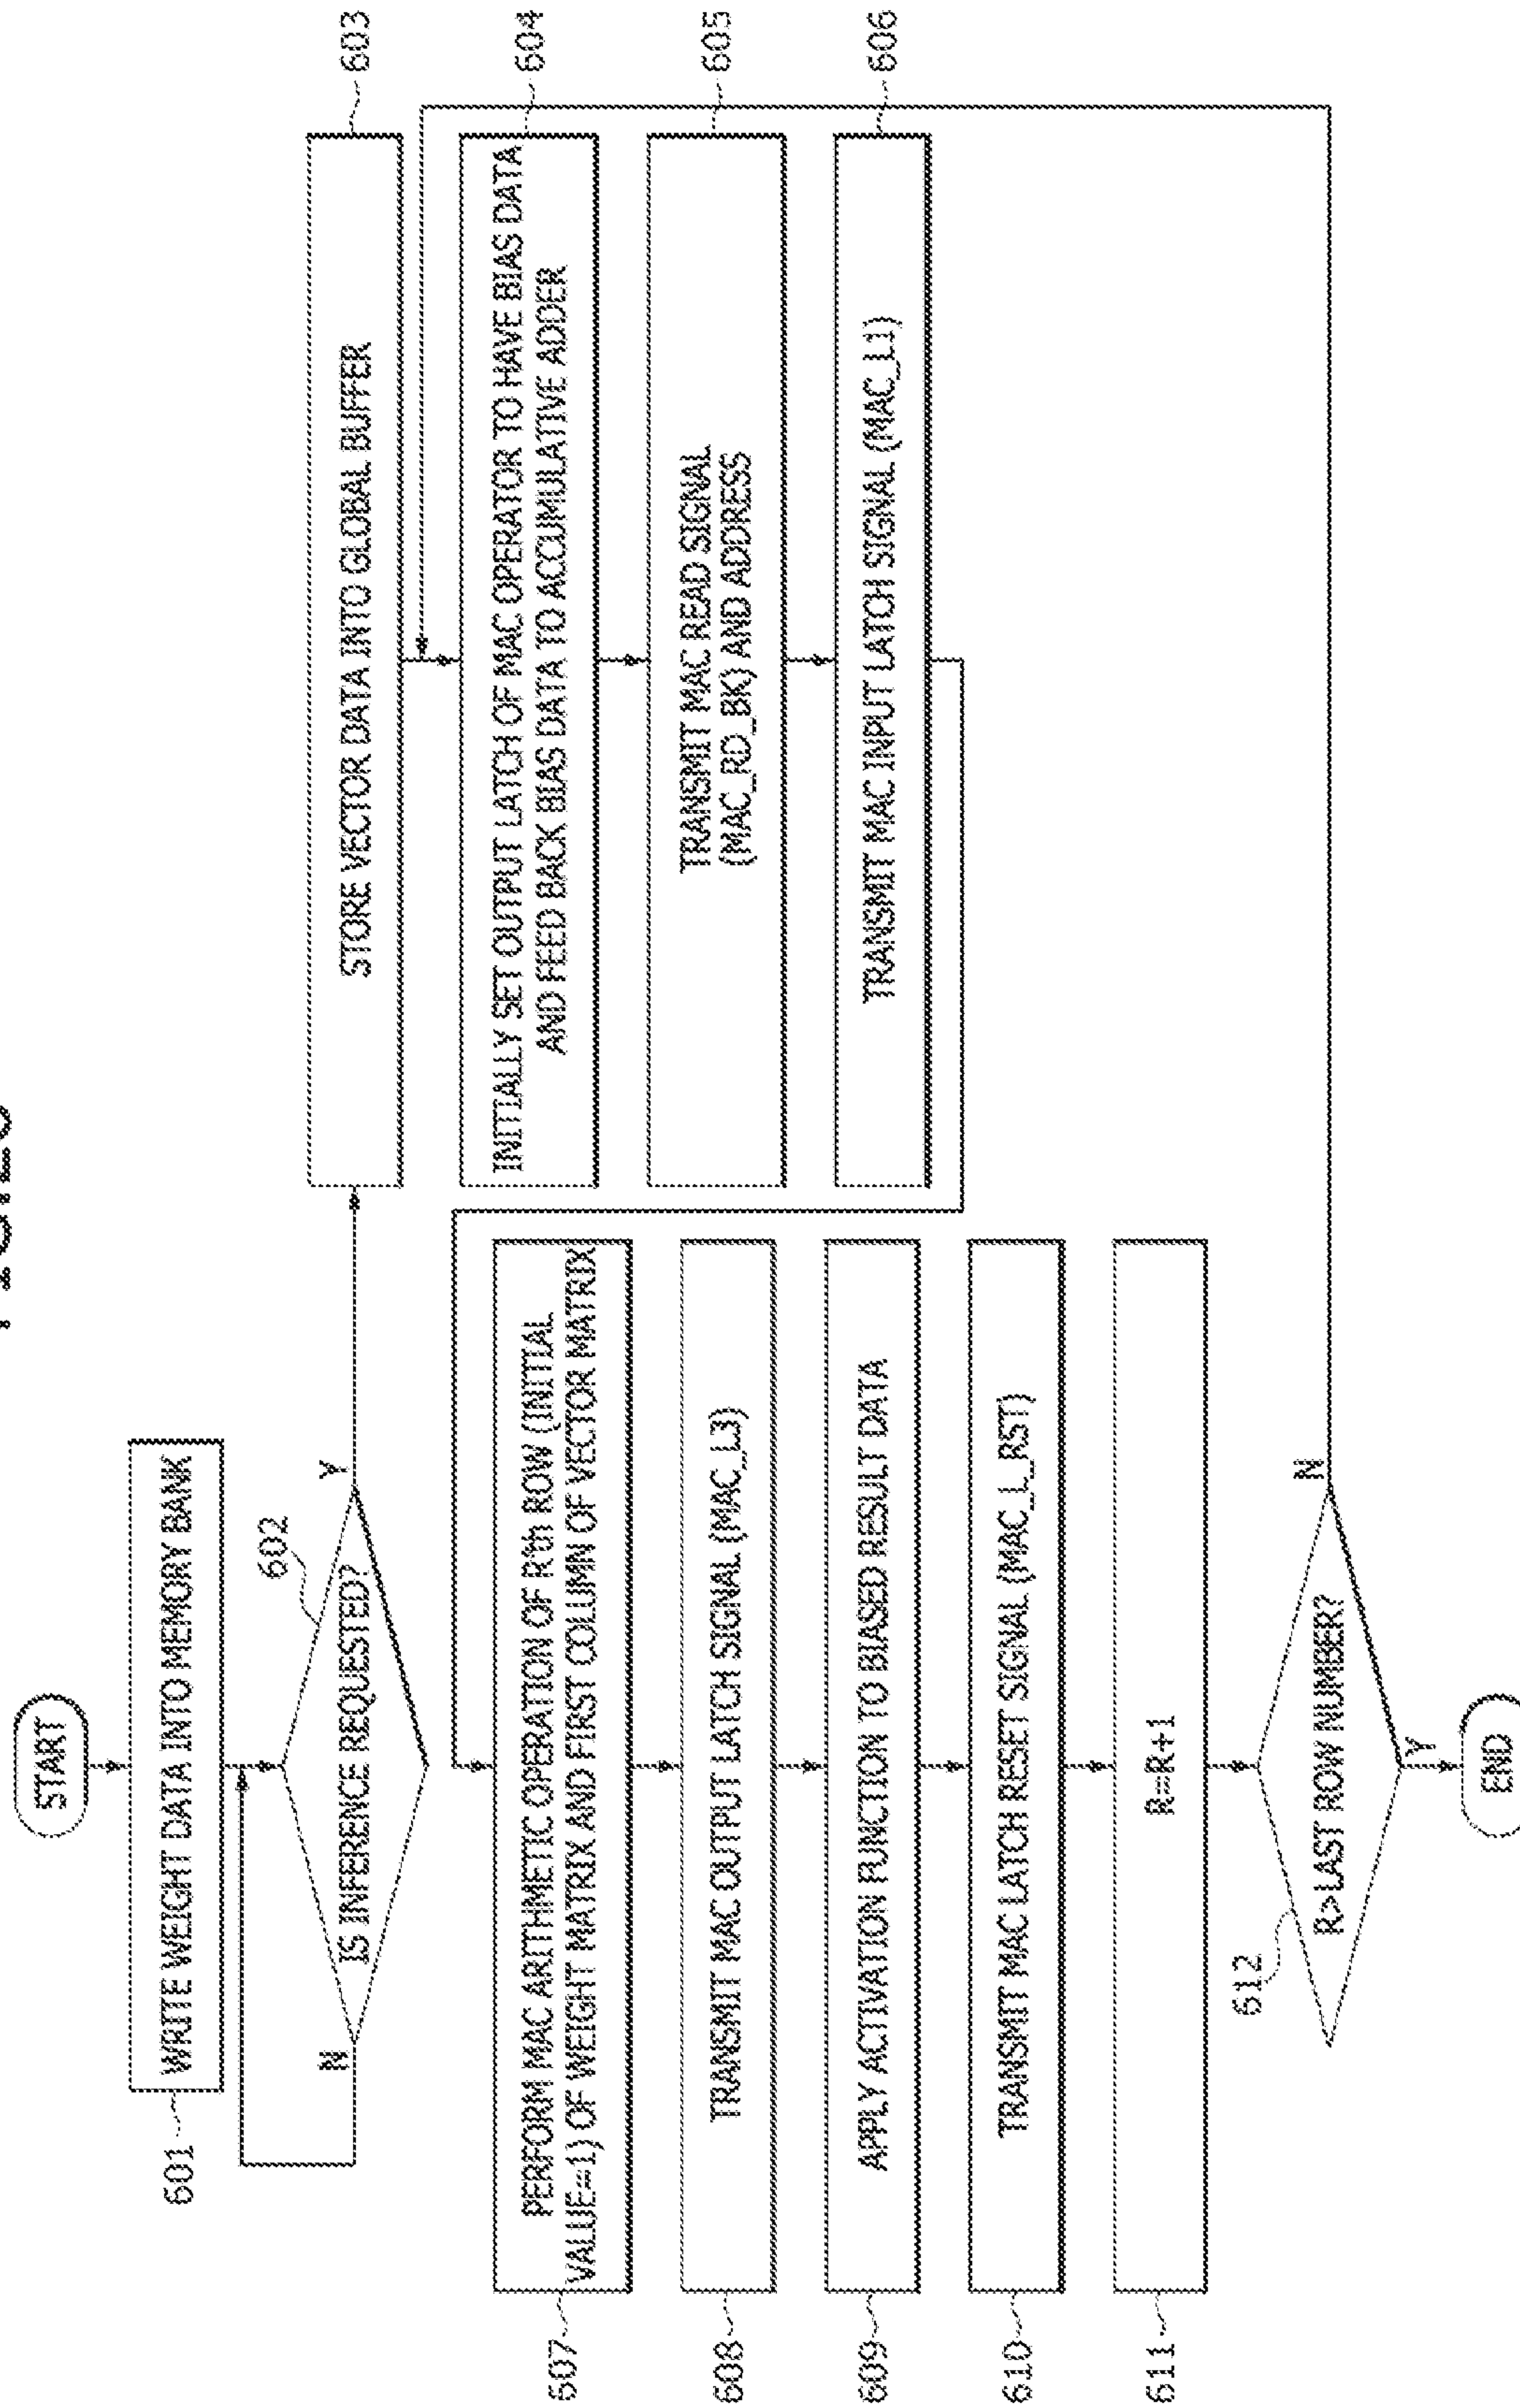 START
601
WRITE WEIGHT DATA INTO MEMORY BANK
602
IS INFERENCE REQUESTED?
N
Y
603
STORE VECTOR DATA INTO GLOBAL BUFFER
604
INITIALLY SET OUTPUT LATCH OF MAC OPERATOR TO HAVE BIAS DATA
AND FEED BACK BIAS DATA TO ACCUMULATIVE ADDER
605
TRANSMIT MAC READ SIGNAL
(MAC_RD_BK) AND ADDRESS
606
TRANSMIT MAC INPUT LATCH SIGNAL (MAC_L1)
607
PERFORM MAC ARITHMETIC OPERATION OF R'th ROW (INITIAL
VALUE=1) OF WEIGHT MATRIX AND FIRST COLUMN OF VECTOR MATRIX
608
TRANSMIT MAC OUTPUT LATCH SIGNAL (MAC_L3)
609
APPLY ACTIVATION FUNCTION TO BIASED RESULT DATA
610
TRANSMIT MAC LATCH RESET SIGNAL (MAC_L_RST)
611
R=R+1
612
R>LAST ROW NUMBER?
N
Y
END